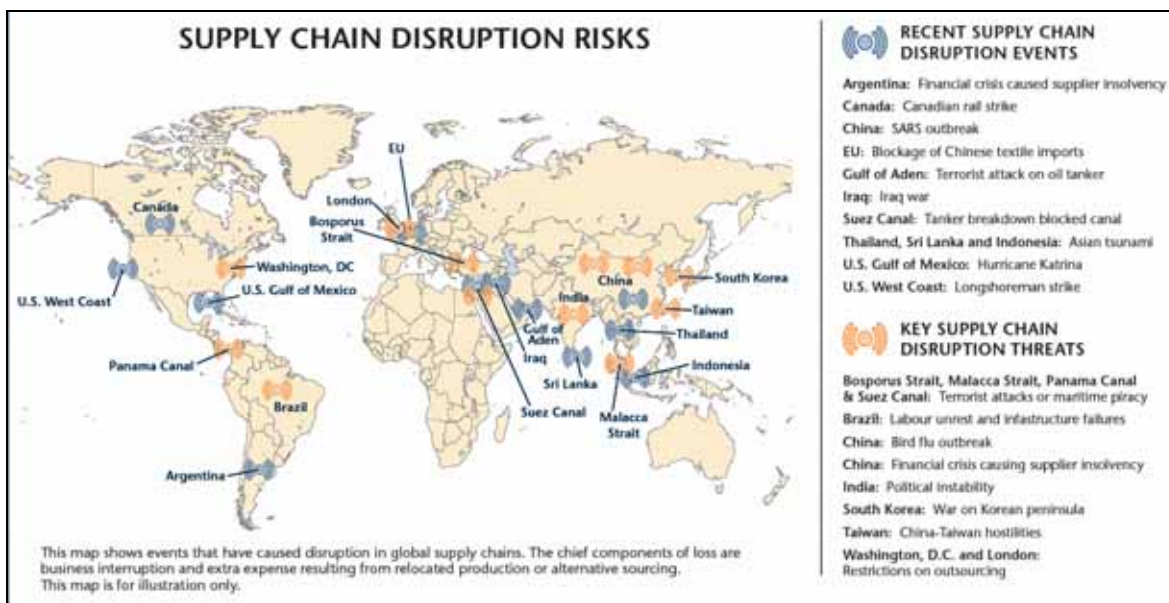 SUPPLY CHAIN DISRUPTION RISKS
EU
London
Bosporus
Strait
Canada
Washington, DC
U.S. West Coast
U.S. Gulf of Mexico
Panama Canal
Brazil
Argentina
China
South Korea
India
Taiwan
Gulf of
Aden
Thailand
Iraq
Sri Lanka
Indonesia
Suez Canal
Malacca
Strait
This map shows events that have caused disruption in global supply chains. The chief components of loss are
business interruption and extra expense resulting from relocated production or alternative sourcing.
This map is for illustration only.
RECENT SUPPLY CHAIN
DISRUPTION EVENTS
Argentina: Financial crisis caused supplier insolvency
Canada: Canadian rail strike
China: SARS outbreak
EU: Blockage of Chinese textile imports
Gulf of Aden: Terrorist attack on oil tanker
Iraq: Iraq war
Suez Canal: Tanker breakdown blocked canal
Thailand, Sri Lanka and Indonesia: Asian tsunami
U.S. Gulf of Mexico: Hurricane Katrina
U.S. West Coast: Longshoreman strike
KEY SUPPLY CHAIN
DISRUPTION THREATS
Bosporus Strait, Malacca Strait, Panama Canal
& Suez Canal: Terrorist attacks or maritime piracy
Brazil: Labour unrest and infastructure failures
China: Bird flu outbreak
China: Financial crisis causing supplier insolvency
India: Political instability
South Korea: War on Korean peninsula
Taiwan: China-Taiwan hostilities
Washington, D.C. and London:
Restrictions on outsourcing